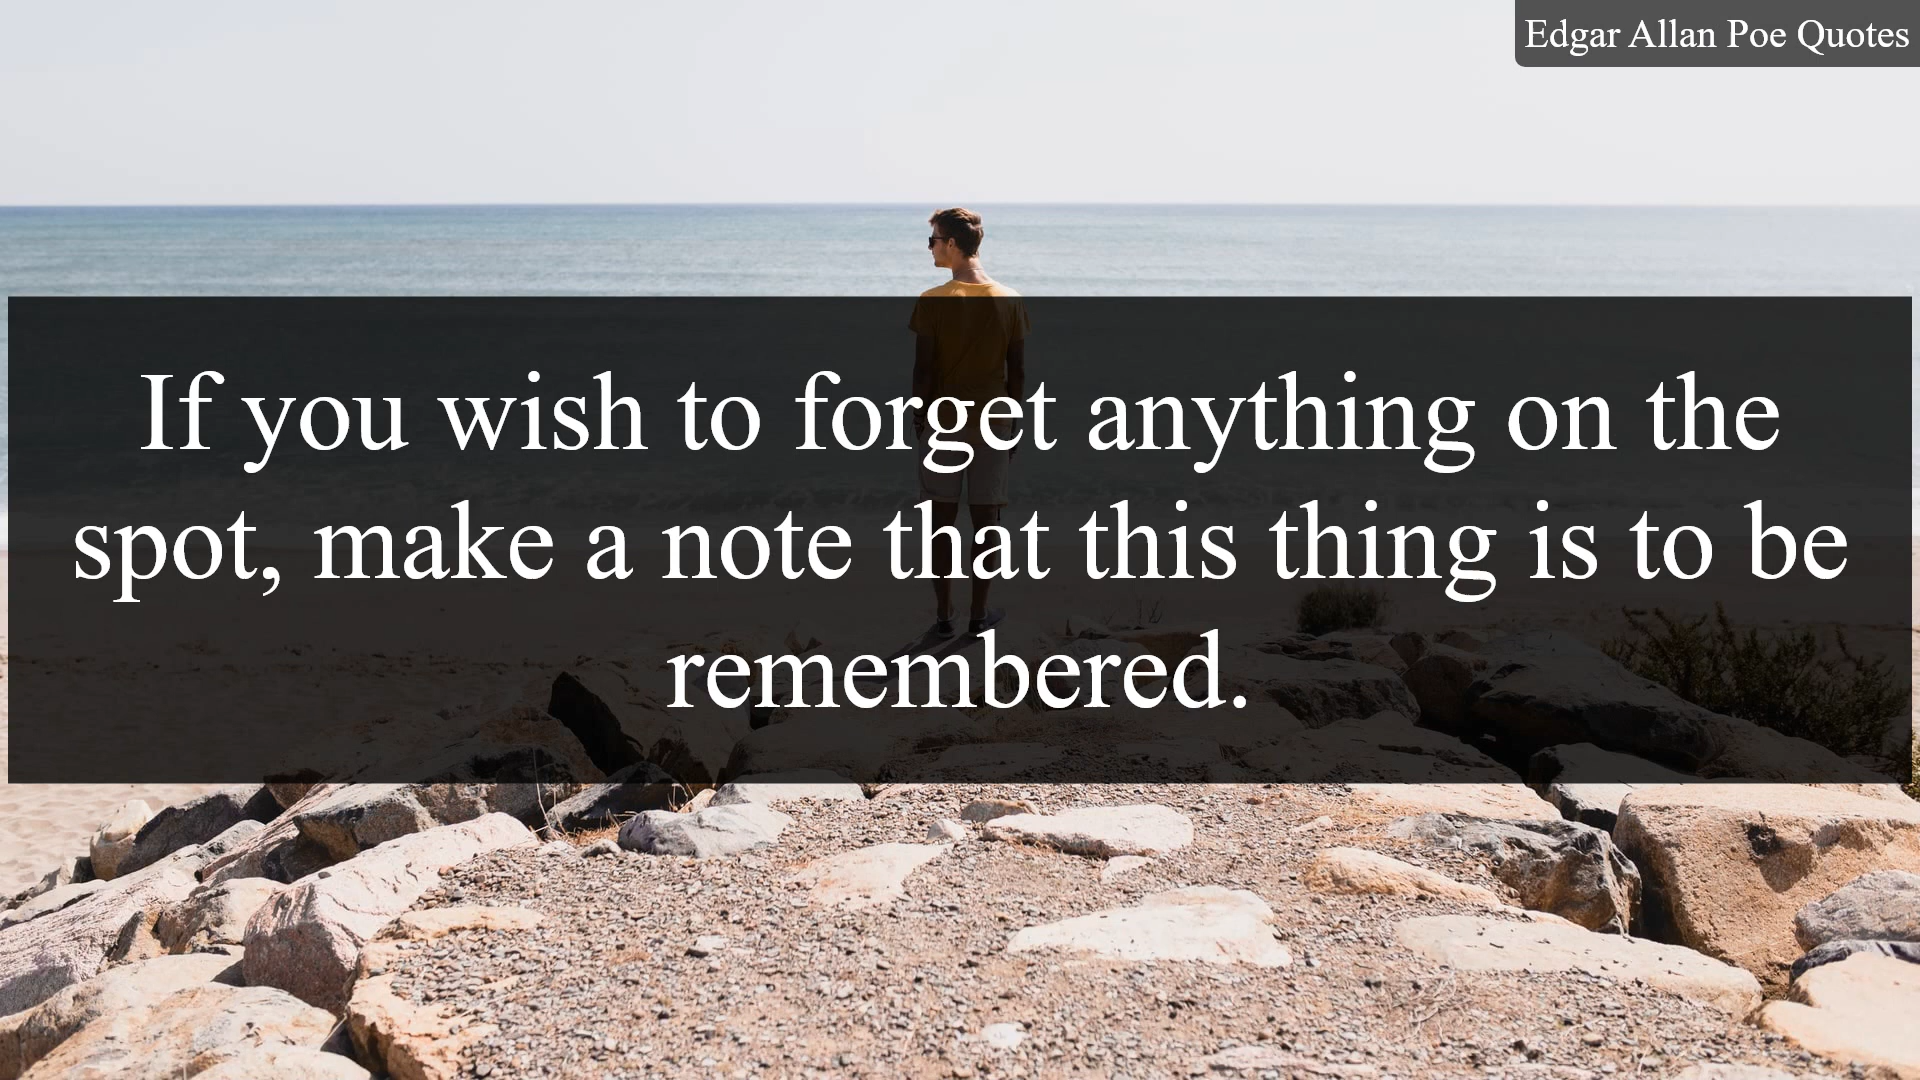 Edgar Allan Poe Quotes
If you wish to forget anything on the
spot, make a note that this thing is to be
remembered.